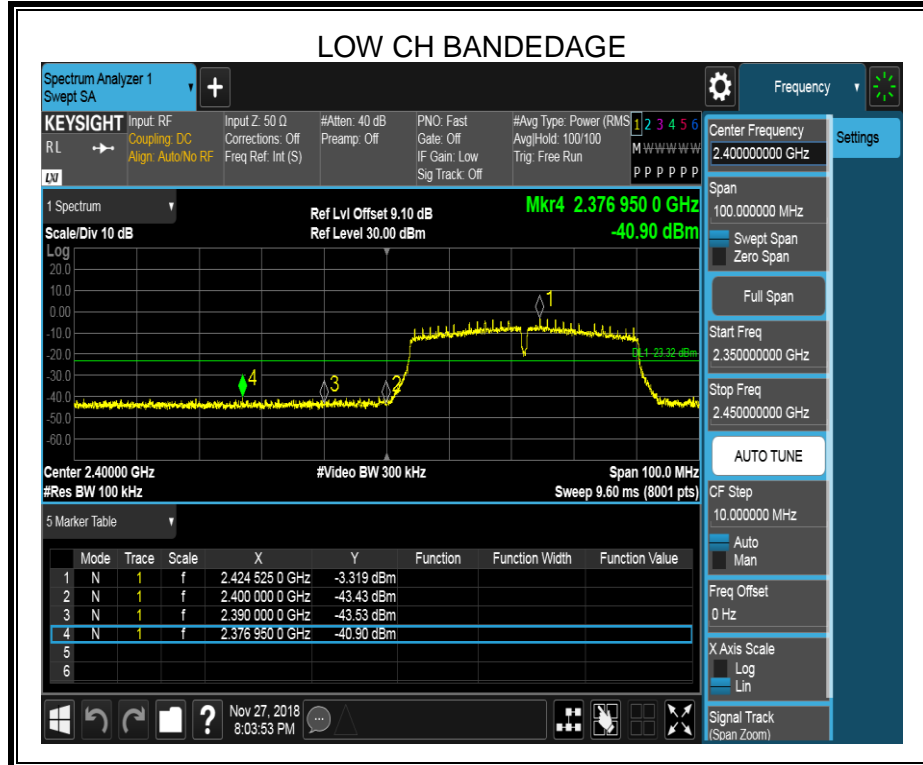 LOW CH BANDEDAGE
Spectrum Analyzer 1
Swept SA
+
Frequency
KEYSIGHT
RL
LXI
Input: RF
Coupling: DC
Align: Auto/No RF
Input Z: 50 Ω
Corrections: Off
Freq Ref: Int (S)
#Atten: 40 dB
Preamp: Off
PNO: Fast
Gate: Off
IF Gain: Low
Sig Track: Off
#Avg Type: Power (RMS
Avg|Hold: 100/100
Trig: Free Run
1 2 3 4 5 6
M W W W W W
P P P P P P
Center Frequency
2.400000000 GHz
Settings
1 Spectrum
Scale/Div 10 dB
Ref Lvl Offset 9.10 dB
Ref Level 30.00 dBm
Mkr4 2.376 950 0 GHz
-40.90 dBm
Log
20.0
10.0
0.00
-10.0
-20.0
-30.0
-40.0
-50.0
-60.0
1
2
3
4
DL1 -23.32 dBm
Center 2.40000 GHz
#Res BW 100 kHz
#Video BW 300 kHz
Span 100.0 MHz
Sweep 9.60 ms (8001 pts)
Span
100.000000 MHz
Swept Span
Zero Span
Full Span
Start Freq
2.350000000 GHz
Stop Freq
2.450000000 GHz
AUTO TUNE
CF Step
10.000000 MHz
Auto
Man
Freq Offset
0 Hz
X Axis Scale
Log
Lin
Signal Track
(Span Zoom)
5 Marker Table
Mode Trace Scale X Y Function Function Width Function Value
1 N 1 f 2.424 525 0 GHz -3.319 dBm
2 N 1 f 2.400 000 0 GHz -43.43 dBm
3 N 1 f 2.390 000 0 GHz -43.53 dBm
4 N 1 f 2.376 950 0 GHz -40.90 dBm
5
6
?
Nov 27, 2018
8:03:53 PM